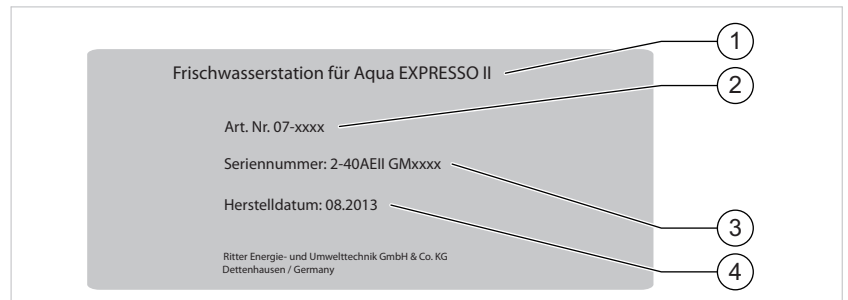 Frischwasserstation für Aqua EXPRESSO II
1
2
Art. Nr. 07-xxxx
Seriennummer: 2-40AEII GMxxxx
Herstelldatum: 08.2013
3
Ritter Energie- und Umwelttechnik GmbH & Co. KG
Dettenhausen / Germany
4